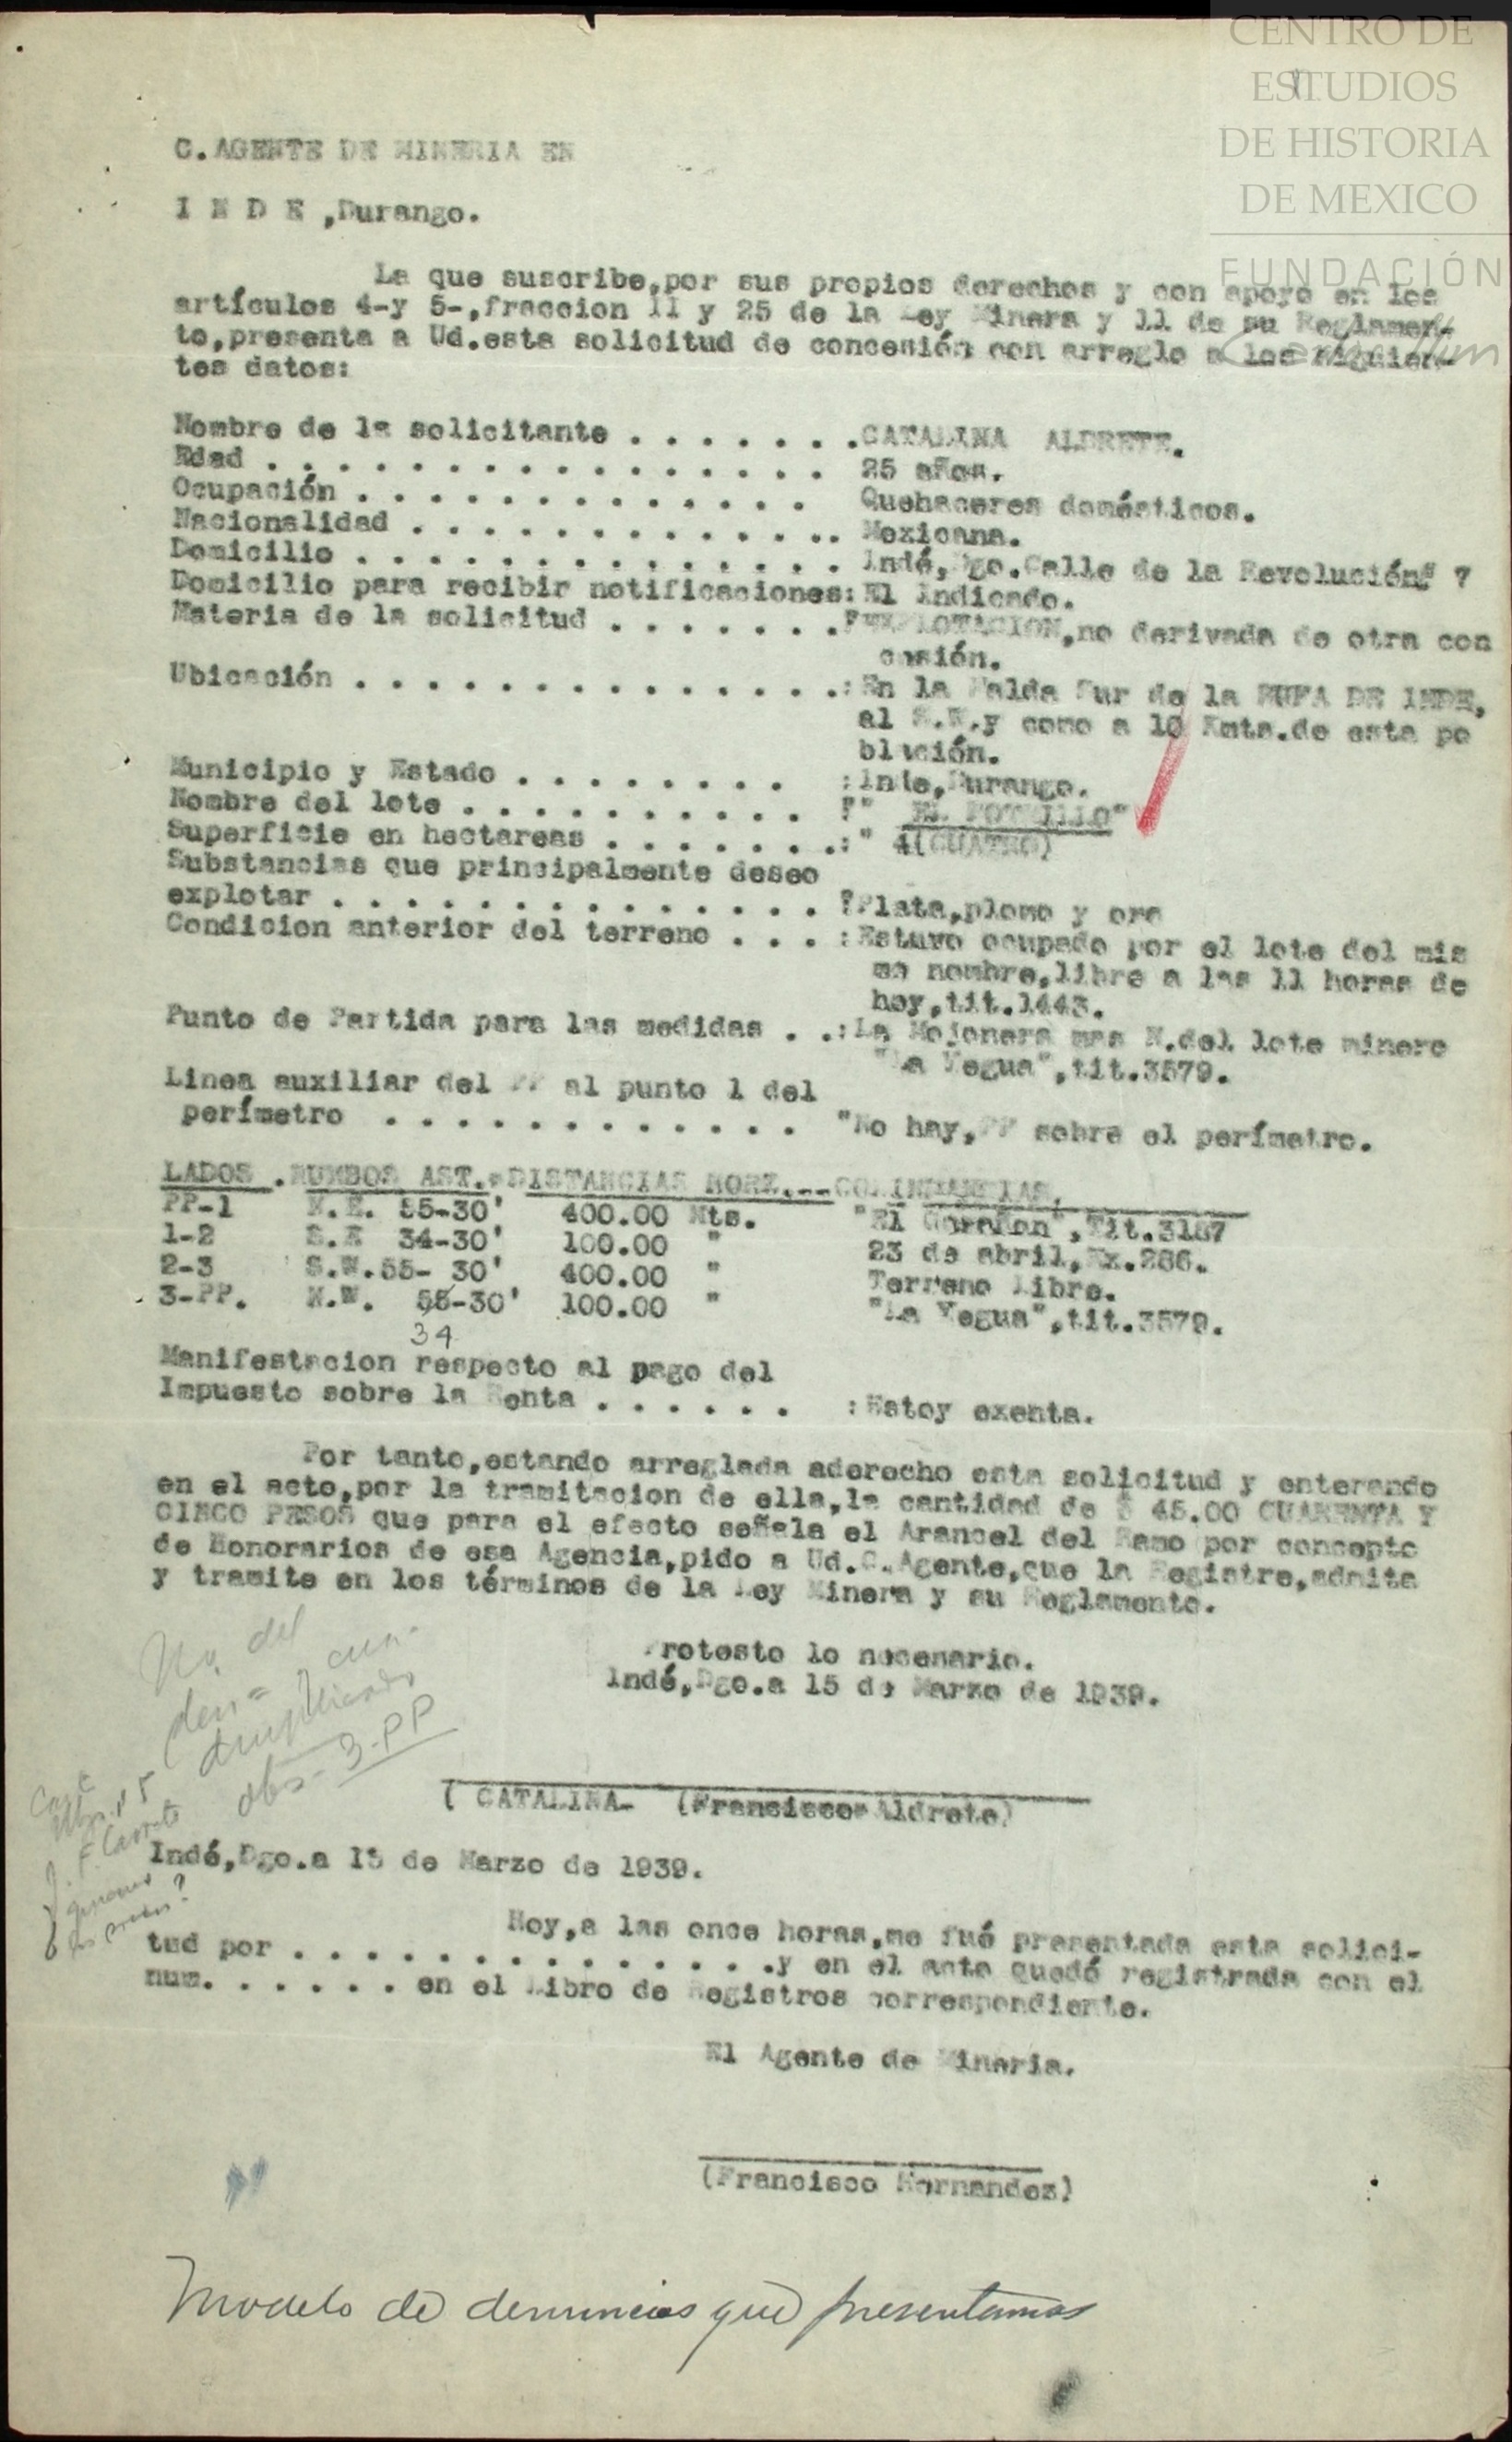 CENTRO DE
ESTUDIOS
DE HISTORIA
DE MEXICO
FUNDACIÓN
C.AGENTE DE MINERIA EN
I N D E ,Durango.
La que suscribe,por sus propios derechos y con apoyo en los
artículos 4-y 5-,fraccion II y 25 de la Ley Minera y 11 de su Reglamen-
to,presenta a Ud.esta solicitud de concesión con arreglo a los siguien-
tes datos:
Nombre de la solicitante . . . . . . .CATALINA ALDRETE.
Edad . . . . . . . . . . . . . . . . 25 años.
Ocupación . . . . . . . . . . . . . Quehaceres domésticos.
Nacionalidad . . . . . . . . . . . . .. Mexicana.
Domicilio . . . . . . . . . . . . . . . Indé,Dgo.Calle de la Revolución# 7
Domicilio para recibir notificaciones:El Indicado.
Materia de la solicitud . . . . . . . .EXPLOTACION,no derivada de otra con
cesión.
Ubicación . . . . . . . . . . . . . . .:En la Falda Sur de la BUFA DE INDE,
al y como a 10 Kmts.de esta po
blación.
Municipio y Estado . . . . . . . . . :Inde,Durango.
Nombre del lote . . . . . . . . . . . " EL POTRILLO"
Superficie en hectareas . . . . . . . .:" 4(CUATRO)
Substancias que principalmente deseo
explotar . . . . . . . . . . . . . . . Plata,plomo y oro
Condicion anterior del terreno . . . .:Estuvo ocupado por el lote del mis
mo nombre,libre a las 11 horas de
hoy,tit.1443.
Punto de Partida para las medidas . .:La Mojonera mas N.del lote minero
"La Yegua",tit.3579.
Linea auxiliar del PP al punto 1 del
perímetro . . . . . . . . . . . . . "No hay,PP sobre el perímetro.
LADOS .RUMBOS AST.-DISTANCIAS HORZ.--COLINDANCIAS.
PP-1 N.E. 55-30' 400.00 Mts. "El Garañon",Tit.3187
1-2 S.E 34-30' 100.00 " 23 de abril,Ex.286.
2-3 S.W.55- 30' 400.00 " Terreno Libre.
3-PP. N.W. 55-30' 100.00 " "La Yegua",tit.3579.
34
Manifestacion respecto al pago del
Impuesto sobre la Renta . . . . . . :Estoy exenta.
Por tanto,estando arreglada aderecho esta solicitud y enterando
en el acto,por la tramitacion de ella,la cantidad de $ 45.00 CUARENTA Y
CINCO PESOS que para el efecto señala el Arancel del Ramo por concepto
de Honorarios de esa Agencia,pido a Ud.C.Agente,que la Registre,admita
y tramite en los términos de la Ley Minera y su Reglamento.
Protesto lo necesario.
Indé,Dgo.a 15 de Marzo de 1939.
No. del
obs- 3-PP
( CATALINA- (Francisco Aldrete)
Indé,Dgo.a 15 de Marzo de 1939.
Hoy,a las once horas,me fué presentada esta solici-
tud por . . . . . . . . . . . . . . .y en el acto quedó registrada con el
num. . . . . . . en el Libro de Registros correspondiente.
El Agente de Mineria.
(Francisco Hernandez)
Modelo de denuncios que presentamos